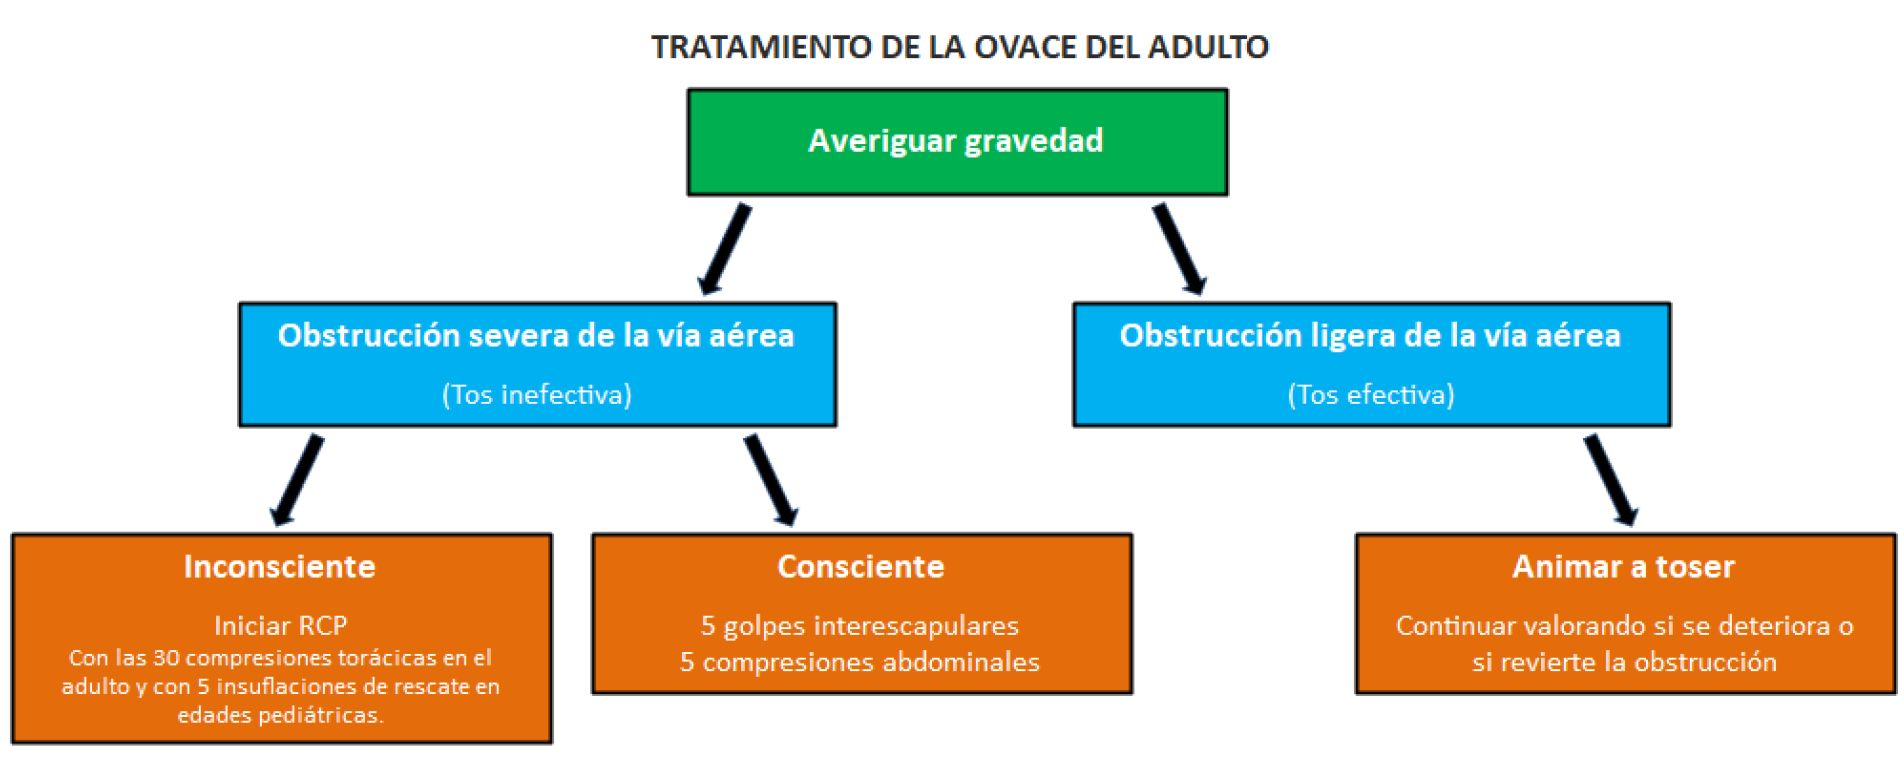 TRATAMIENTO DE LA OVACE DEL ADULTO
Averiguar gravedad
Obstrucción severa de la vía aérea
(Tos inefectiva)
Obstrucción ligera de la vía aérea
(Tos efectiva)
Inconsciente
Iniciar RCP
Con las 30 compresiones torácicas en el
adulto y con 5 insuflaciones de rescate en
edades pediátricas.
Consciente
5 golpes interescapulares
5 compresiones abdominales
Animar a toser
Continuar valorando si se deteriora o
si revierte la obstrucción